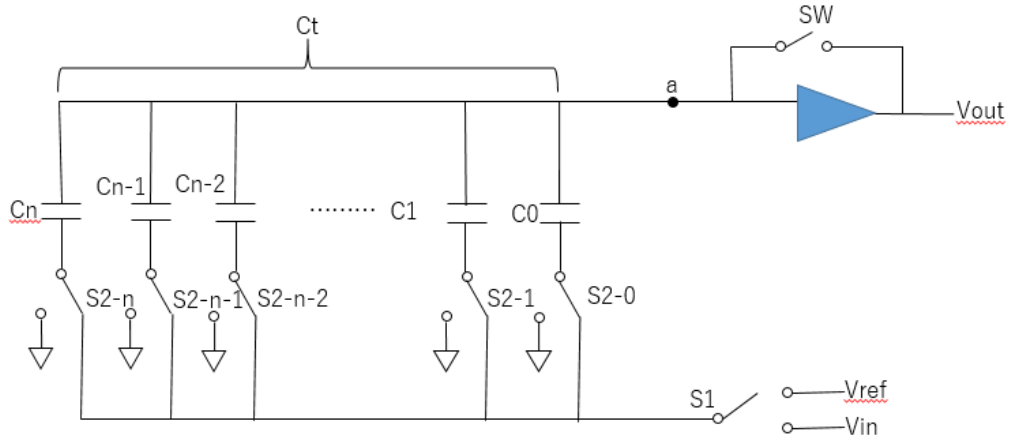 Ct
SW
a
Vout
Cn
Cn-1
Cn-2
………
C1
C0
S2-n
S2-n-1
S2-n-2
S2-1
S2-0
S1
Vref
Vin